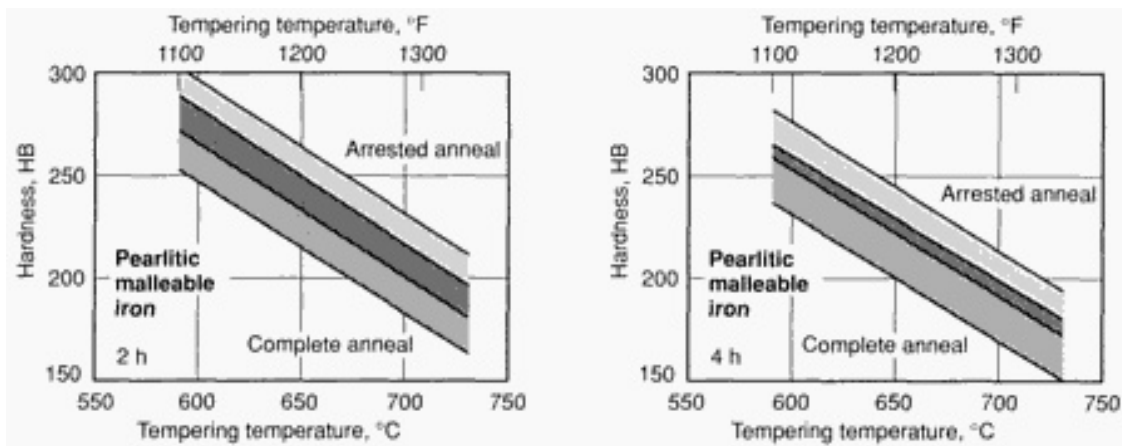 Tempering temperature, °F
1100 1200 1300
300
250
200
150
Hardness, HB
Arrested anneal
Pearlitic
malleable
iron
2 h
Complete anneal
550 600 650 700 750
Tempering temperature, °C
Tempering temperature, °F
1100 1200 1300
300
250
200
150
Hardness, HB
Arrested anneal
Pearlitic
malleable
iron
4 h
Complete anneal
550 600 650 700 750
Tempering temperature, °C